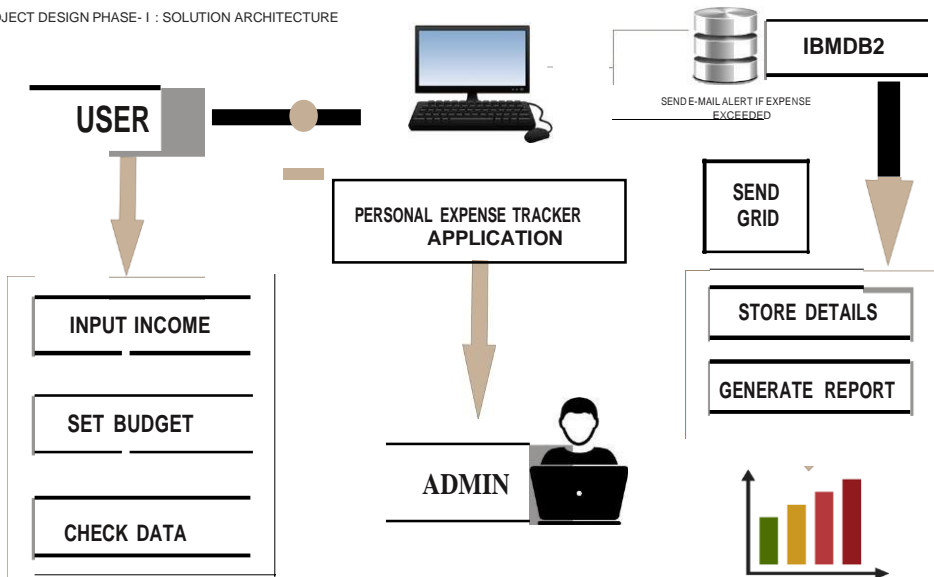 OJECT DESIGN PHASE- I : SOLUTION ARCHITECTURE
IBMDB2
SEND E-MAIL ALERT IF EXPENSE
EXCEEDED
USER
SEND
GRID
PERSONAL EXPENSE TRACKER
APPLICATION
INPUT INCOME
STORE DETAILS
GENERATE REPORT
SET BUDGET
ADMIN
CHECK DATA